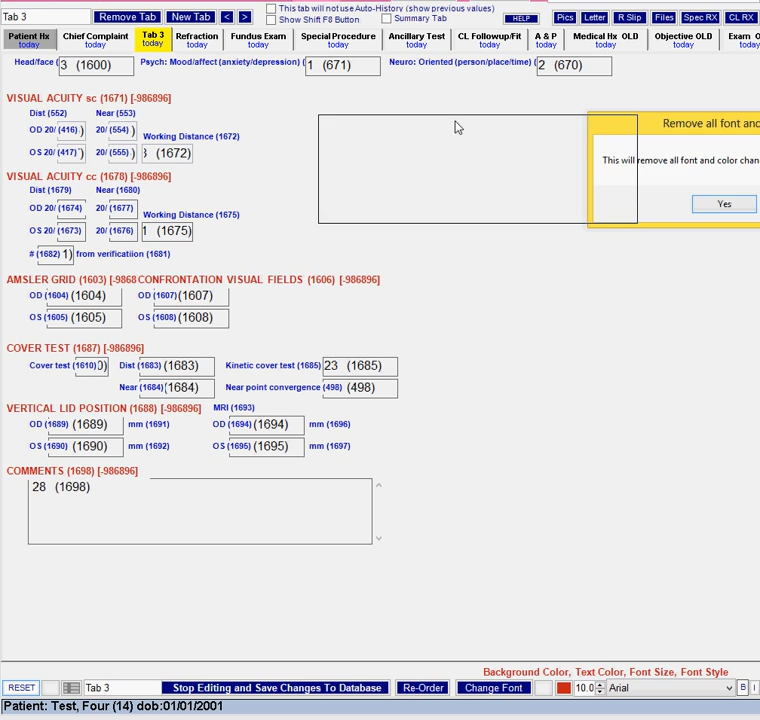 Tab 3 Remove Tab New Tab < > This tab will not use Auto-History (show previous values)
Show Shift F8 Button Summary Tab HELP Pics Letter R Slip Files Spec RX CL RX
Patient Hx Chief Complaint Tab 3 Refraction Fundus Exam Special Procedure Ancillary Test CL Followup/Fit A & P Medical Hx OLD Objective OLD Exam O
today today today today today today today today today today today today
Head/face ( 3 (1600) Psych: Mood/affect (anxiety/depression) ( 1 (671) Neuro: Oriented (person/place/time) ( 2 (670)
VISUAL ACUITY sc (1671) [-986896]
Dist (552) Near (553)
OD 20/ (416) ) 20/ (554) ) Working Distance (1672)
OS 20/ (417) ) 20/ (555) ) (1672)
VISUAL ACUITY cc (1678) [-986896]
Dist (1679) Near (1680)
OD 20/ (1674) 20/ (1677) Working Distance (1675)
OS 20/ (1673) 20/ (1676) 1 (1675)
# (1682) 1) from verificatiion (1681)
AMSLER GRID (1603) [-9868 CONFRONTATION VISUAL FIELDS (1606) [-986896]
OD (1604) (1604) OD (1607) (1607)
OS (1605) (1605) OS (1608) (1608)
COVER TEST (1687) [-986896]
Cover test (1610) 0) Dist (1683) (1683) Kinetic cover test (1685) 23 (1685)
Near (1684) (1684) Near point convergence (498) (498)
VERTICAL LID POSITION (1688) [-986896] MRI (1693)
OD (1689) (1689) mm (1691) OD (1694) (1694) mm (1696)
OS (1690) (1690) mm (1692) OS (1695) (1695) mm (1697)
COMMENTS (1698) [-986896]
28 (1698)
Remove all font and
This will remove all font and color chan
Yes
Background Color, Text Color, Font Size, Font Style
RESET Tab 3 Stop Editing and Save Changes To Database Re-Order Change Font 10.0 Arial B I
Patient: Test, Four (14) dob:01/01/2001